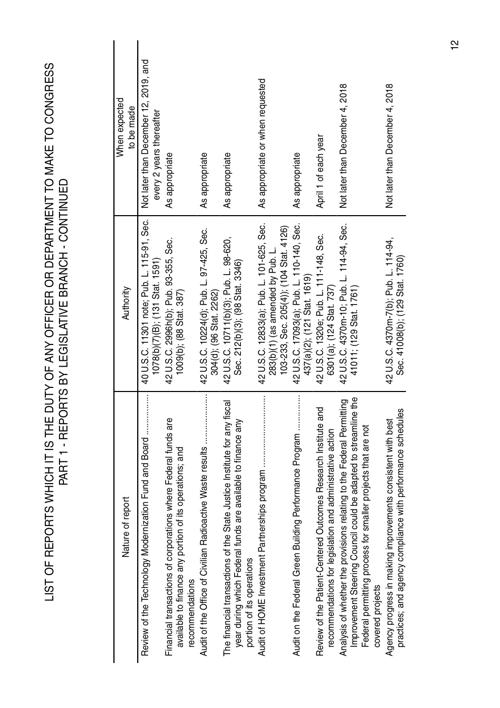 LIST OF REPORTS WHICH IT IS THE DUTY OF ANY OFFICER OR DEPARTMENT TO MAKE TO CONGRESS
PART 1 - REPORTS BY LEGISLATIVE BRANCH - CONTINUED
Nature of report
Authority
When expected
to be made
Review of the Technology Modernization Fund and Board ..............
40 U.S.C. 11301 note; Pub. L. 115-91, Sec.
1078(b)(7)(B); (131 Stat. 1591)
Not later than December 12, 2019, and
every 2 years thereafter
Financial transactions of corporations where Federal funds are
available to finance any portion of its operations; and
recommendations
42 U.S.C. 2996h(b); Pub. 93-355, Sec.
1009(b); (88 Stat. 387)
As appropriate
Audit of the Office of Civilian Radioactive Waste results ...................
42 U.S.C. 10224(d); Pub. L. 97-425, Sec.
304(d); (96 Stat. 2262)
As appropriate
The financial transactions of the State Justice Institute for any fiscal
year during which Federal funds are available to finance any
portion of its operations
42 U.S.C. 10711(b)(3); Pub. L. 98-620,
Sec. 212(b)(3); (98 Stat. 3346)
As appropriate
Audit of HOME Investment Partnerships program ............................
42 U.S.C. 12833(a); Pub. L. 101-625, Sec.
283(b)(1) (as amended by Pub. L.
103-233, Sec. 205(4)); (104 Stat. 4126)
As appropriate or when requested
Audit on the Federal Green Building Performance Program ..............
42 U.S.C. 17093(a); Pub. L. 110-140, Sec.
437(a)(2); (121 Stat. 1619)
As appropriate
Review of the Patient-Centered Outcomes Research Institute and
recommendations for legislation and administrative action
42 U.S.C. 1320e; Pub. L. 111-148, Sec.
6301(a); (124 Stat. 737)
April 1 of each year
Analysis of whether the provisions relating to the Federal Permitting
Improvement Steering Council could be adapted to streamline the
Federal permitting process for smaller projects that are not
covered projects
42 U.S.C. 4370m-10; Pub. L. 114-94, Sec.
41011; (129 Stat. 1761)
Not later than December 4, 2018
Agency progress in making improvements consistent with best
practices; and agency compliance with performance schedules
42 U.S.C. 4370m-7(b); Pub. L. 114-94,
Sec. 41008(b); (129 Stat. 1760)
Not later than December 4, 2018
12